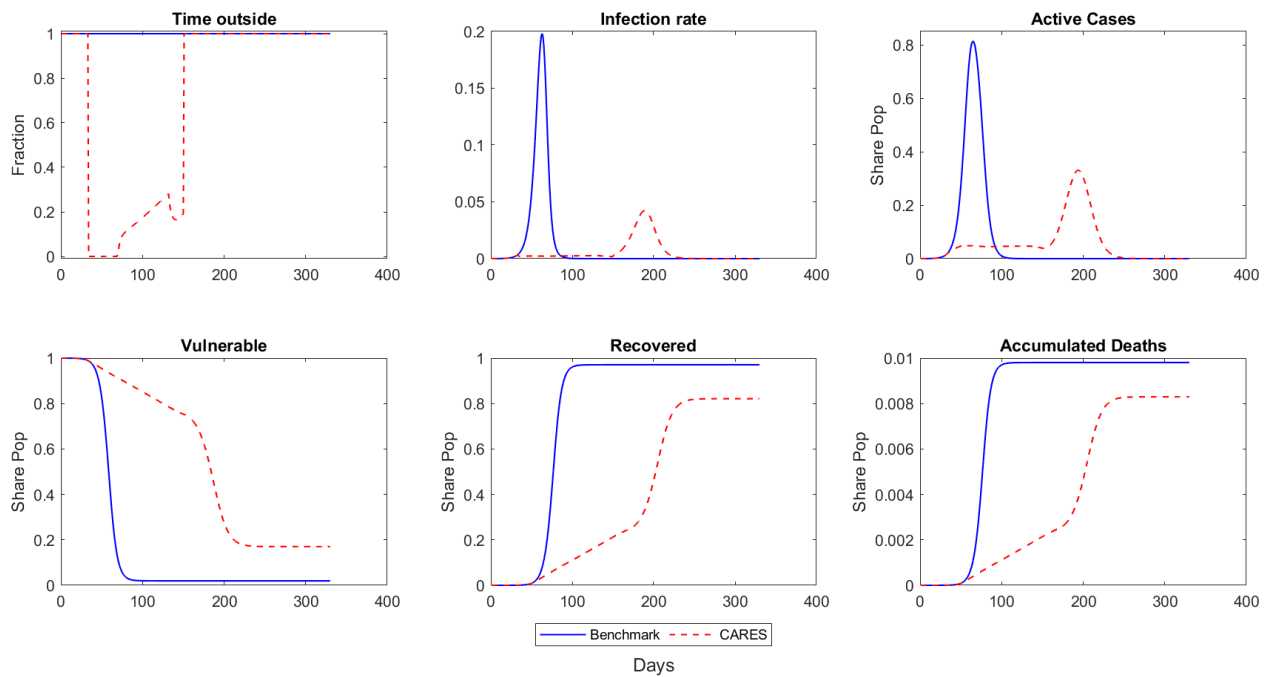 Time outside
Fraction
1
0.8
0.6
0.4
0.2
0
0 100 200 300 400
Infection rate
0.2
0.15
0.1
0.05
0
0 100 200 300 400
Active Cases
Share Pop
0.8
0.6
0.4
0.2
0
0 100 200 300 400
Vulnerable
Share Pop
1
0.8
0.6
0.4
0.2
0
0 100 200 300 400
Recovered
Share Pop
1
0.8
0.6
0.4
0.2
0
0 100 200 300 400
Accumulated Deaths
Share Pop
0.01
0.008
0.006
0.004
0.002
0
0 100 200 300 400
Benchmark CARES
Days